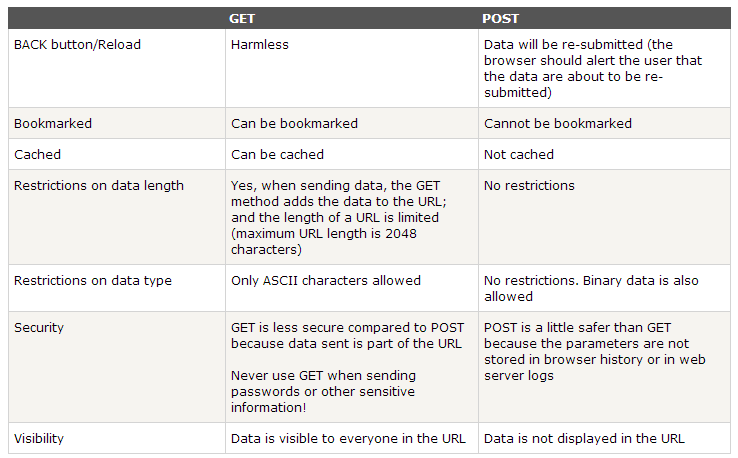 GET POST
BACK button/Reload Harmless Data will be re-submitted (the
browser should alert the user that
the data are about to be re-
submitted)
Bookmarked Can be bookmarked Cannot be bookmarked
Cached Can be cached Not cached
Restrictions on data length Yes, when sending data, the GET No restrictions
method adds the data to the URL;
and the length of a URL is limited
(maximum URL length is 2048
characters)
Restrictions on data type Only ASCII characters allowed No restrictions. Binary data is also
allowed
Security GET is less secure compared to POST POST is a little safer than GET
because data sent is part of the URL because the parameters are not
stored in browser history or in web
Never use GET when sending server logs
passwords or other sensitive
information!
Visibility Data is visible to everyone in the URL Data is not displayed in the URL